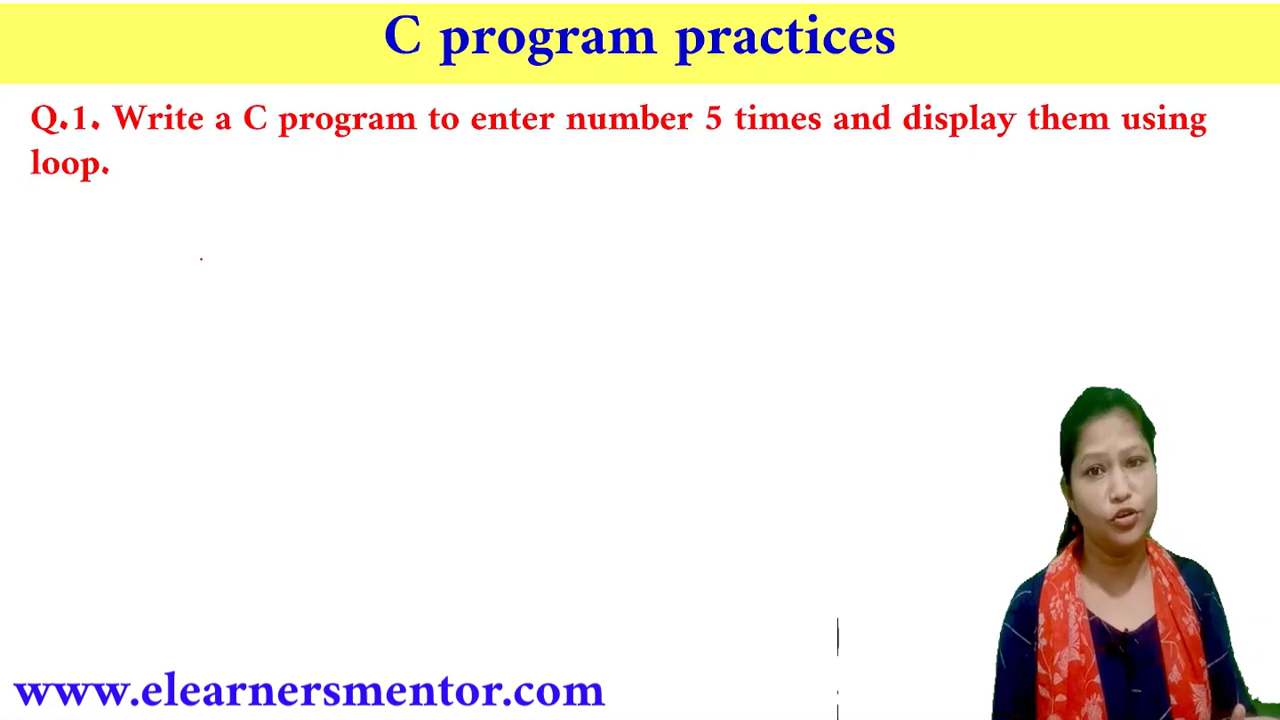 C program practices
Q.1. Write a C program to enter number 5 times and display them using
loop.
www.elearnersmentor.com